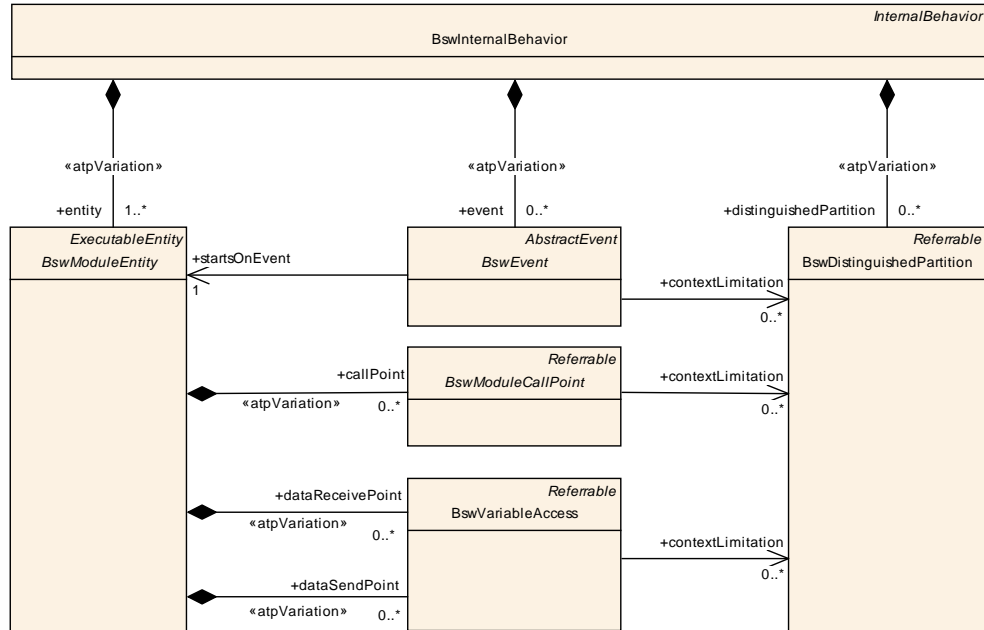 InternalBehavior
BswInternalBehavior
«atpVariation»
«atpVariation»
«atpVariation»
+entity 1..*
+event 0..*
+distinguishedPartition 0..*
ExecutableEntity
BswModuleEntity
+startsOnEvent
1
AbstractEvent
BswEvent
+contextLimitation
0..*
Referrable
BswDistinguishedPartition
+callPoint
«atpVariation» 0..*
Referrable
BswModuleCallPoint
+contextLimitation
0..*
+dataReceivePoint
«atpVariation»
0..*
Referrable
BswVariableAccess
+contextLimitation
0..*
+dataSendPoint
«atpVariation»
0..*